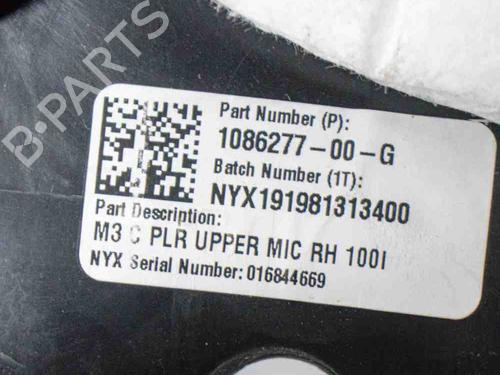 B-PARTS
Part Number (P):
1086277-00-G
Batch Number (1T):
NYX191981313400
Part Description:
M3 C PLR UPPER MIC RH 100I
NYX Serial Number: 016844669